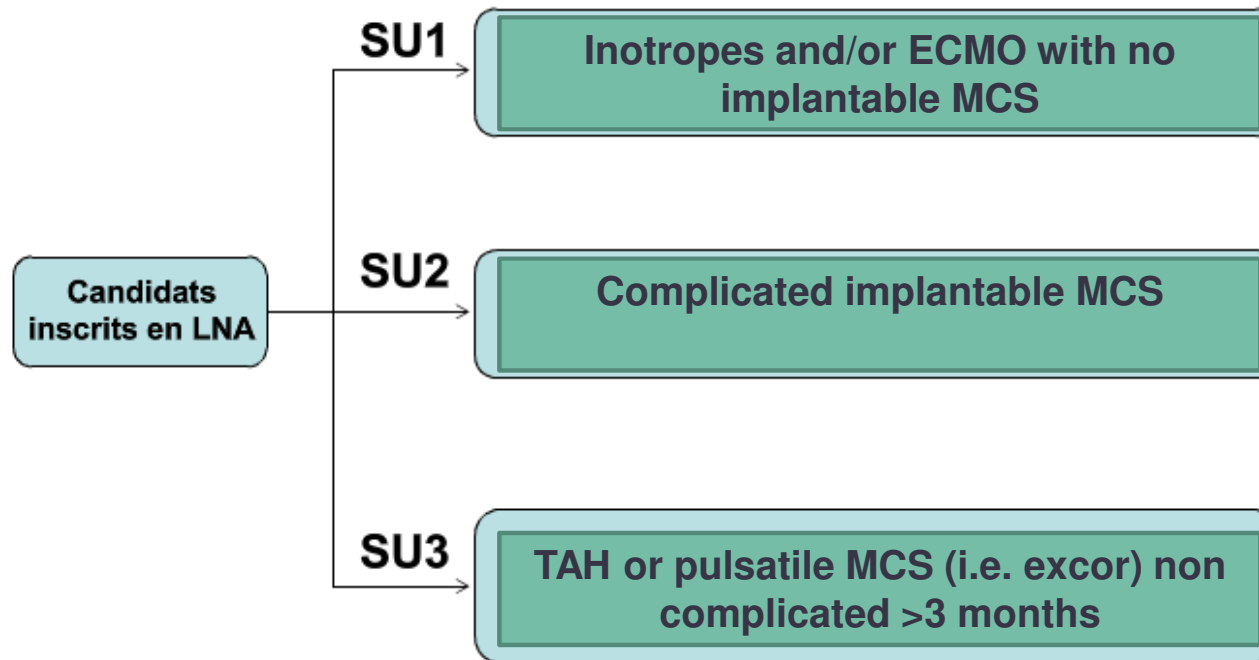 SU1
Inotropes and/or ECMO with no
implantable MCS
Candidats
inscrits en LNA
SU2
Complicated implantable MCS
SU3
TAH or pulsatile MCS (i.e. excor) non
complicated >3 months